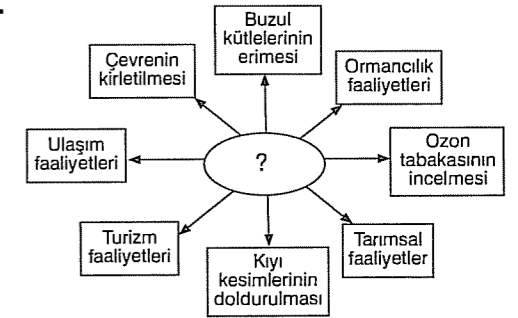 Buzul
kütlelerinin
erimesi
Çevrenin
kirletilmesi
Ormancılık
faaliyetleri
Ulaşım
faaliyetleri
?
Ozon
tabakasının
incelmesi
Turizm
faaliyetleri
Kıyı
kesimlerinin
doldurulması
Tarımsal
faaliyetler